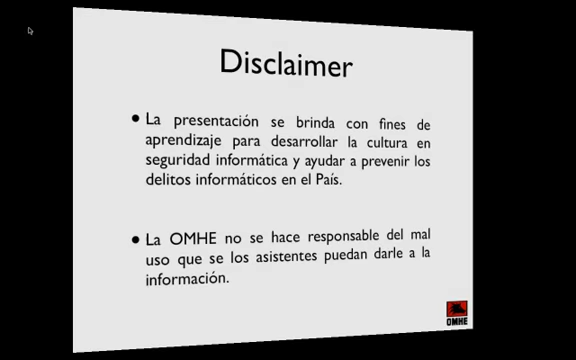 Disclaimer
• La presentación se brinda con fines de
aprendizaje para desarrollar la cultura en
seguridad informática y ayudar a prevenir los
delitos informáticos en el País.
• La OMHE no se hace responsable del mal
uso que se los asistentes puedan darle a la
información.
OMHE